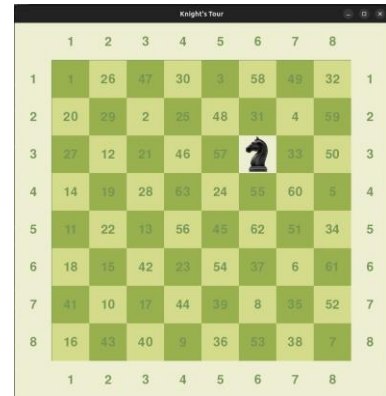 Knight's Tour
1 2 3 4 5 6 7 8
1 1 26 47 30 3 58 49 32 1
2 20 29 2 25 48 31 4 59 2
3 27 12 21 46 57 33 50 3
4 14 19 28 63 24 55 60 5 4
5 11 22 13 56 45 62 51 34 5
6 18 15 42 23 54 37 6 61 6
7 41 10 17 44 39 8 35 52 7
8 16 43 40 9 36 53 38 7 8
1 2 3 4 5 6 7 8